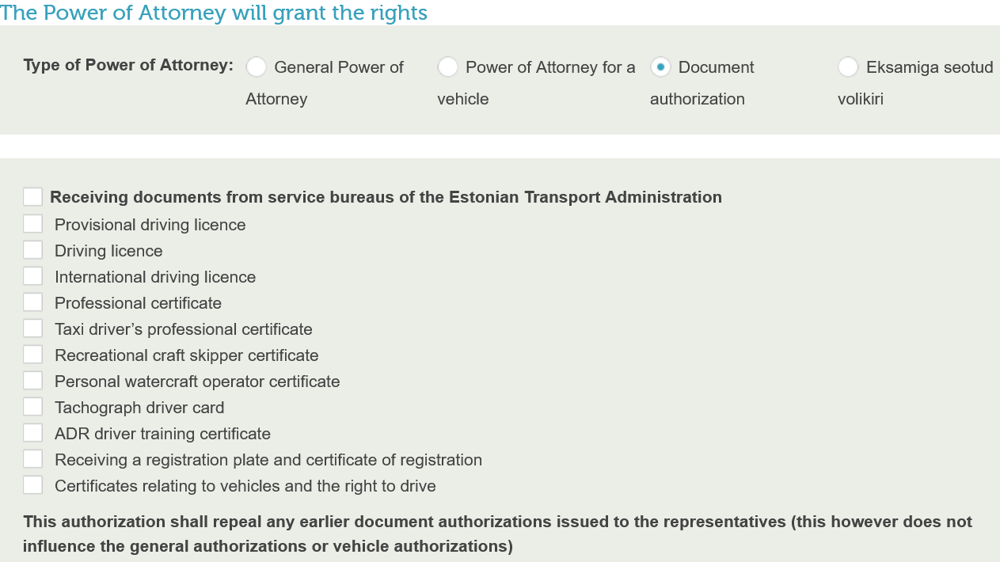 The Power of Attorney will grant the rights
Type of Power of Attorney:
General Power of
Attorney
Power of Attorney for a
vehicle
Document
authorization
Eksamiga seotud
volikiri
Receiving documents from service bureaus of the Estonian Transport Administration
Provisional driving licence
Driving licence
International driving licence
Professional certificate
Taxi driver’s professional certificate
Recreational craft skipper certificate
Personal watercraft operator certificate
Tachograph driver card
ADR driver training certificate
Receiving a registration plate and certificate of registration
Certificates relating to vehicles and the right to drive
This authorization shall repeal any earlier document authorizations issued to the representatives (this however does not
influence the general authorizations or vehicle authorizations)